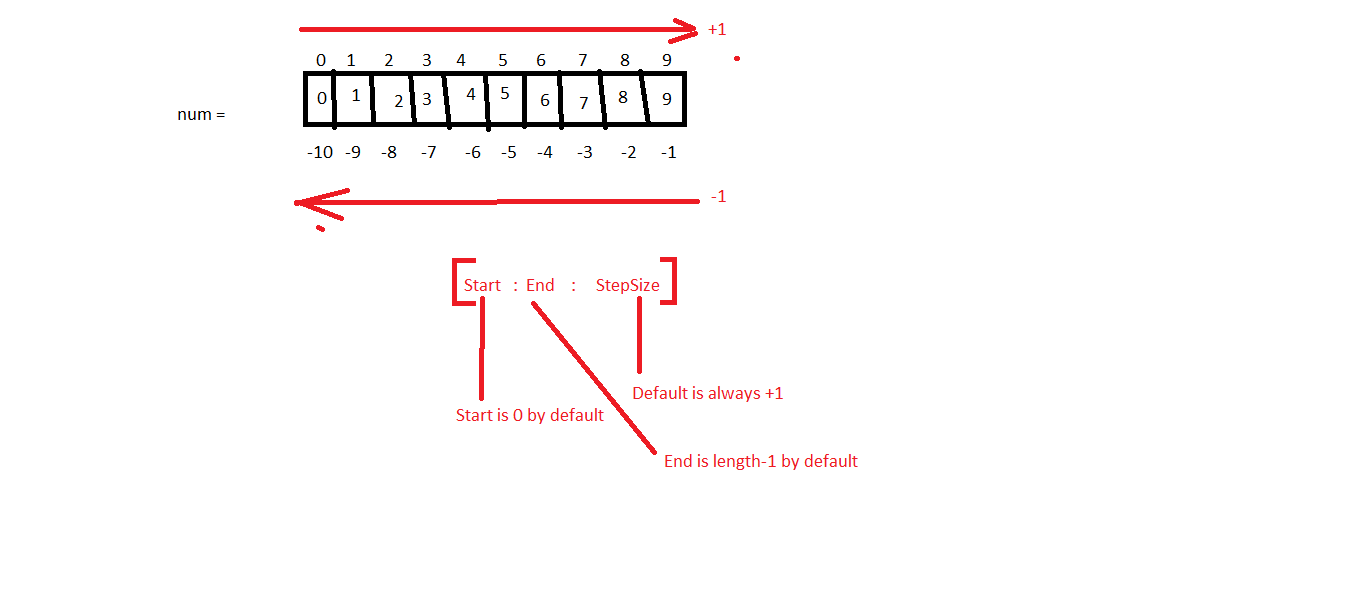 +1
0 1 2 3 4 5 6 7 8 9
num = 0 1 2 3 4 5 6 7 8 9
-10 -9 -8 -7 -6 -5 -4 -3 -2 -1
-1
[Start : End : StepSize]
Default is always +1
Start is 0 by default
End is length-1 by default